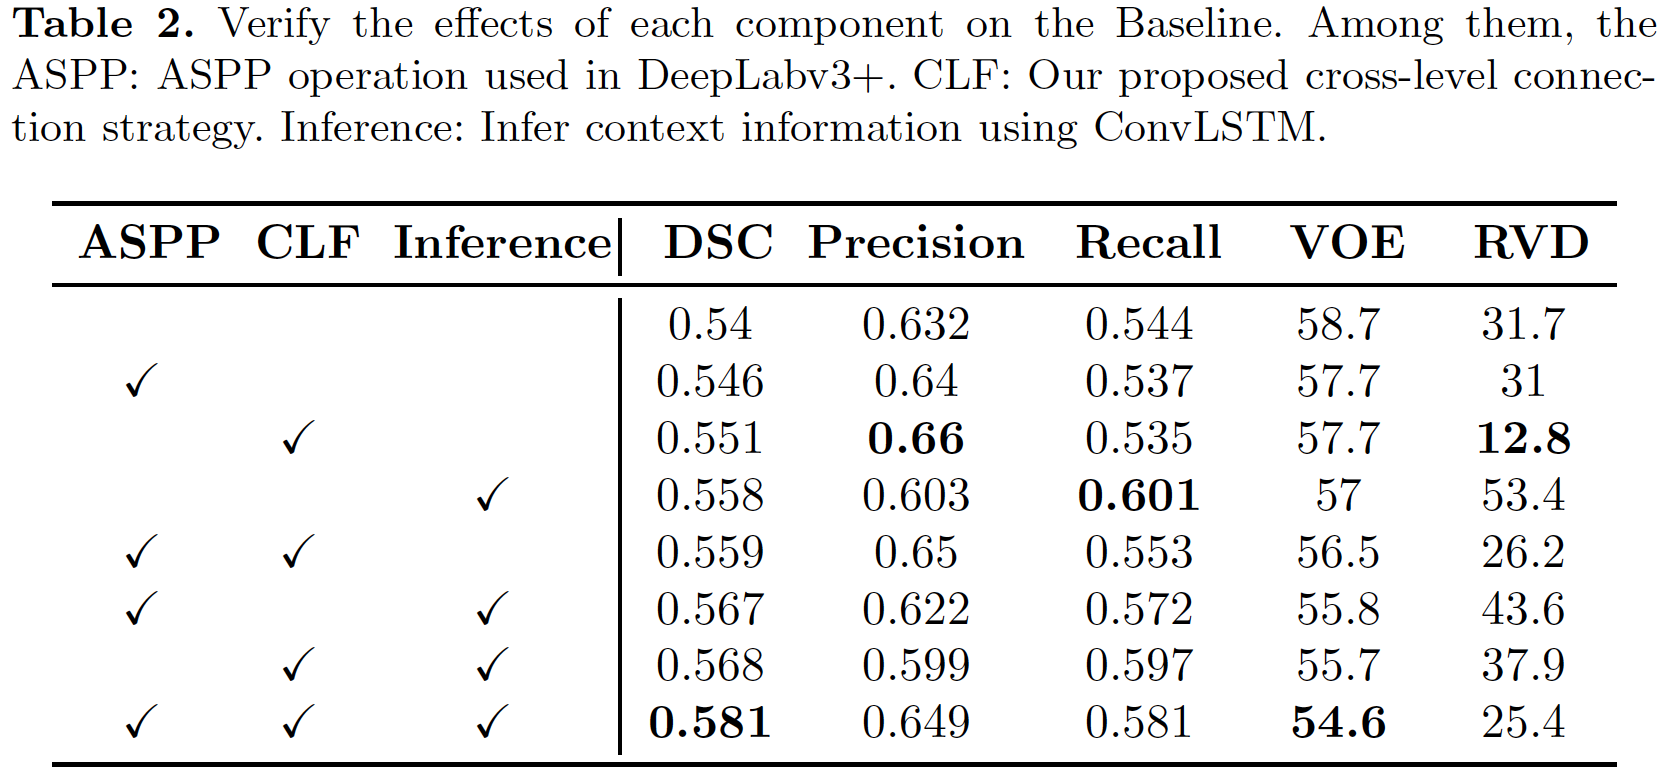 Table 2. Verify the effects of each component on the Baseline. Among them, the
ASPP: ASPP operation used in DeepLabv3+. CLF: Our proposed cross-level connec-
tion strategy. Inference: Infer context information using ConvLSTM.
ASPP CLF Inference DSC Precision Recall VOE RVD
0.54 0.632 0.544 58.7 31.7
✓ 0.546 0.64 0.537 57.7 31
✓ 0.551 0.66 0.535 57.7 12.8
✓ 0.558 0.603 0.601 57 53.4
✓ ✓ 0.559 0.65 0.553 56.5 26.2
✓ ✓ 0.567 0.622 0.572 55.8 43.6
✓ ✓ 0.568 0.599 0.597 55.7 37.9
✓ ✓ ✓ 0.581 0.649 0.581 54.6 25.4